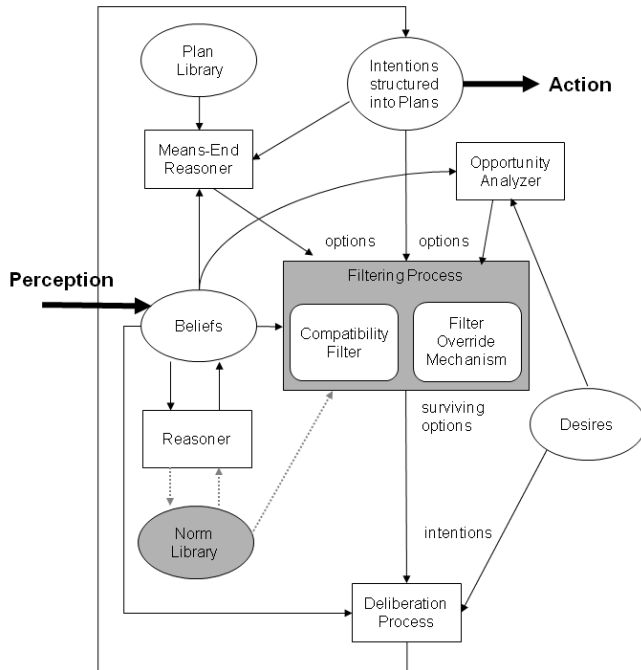 Plan
Library
Intentions
structured
into Plans
Action
Means-End
Reasoner
Opportunity
Analyzer
options
options
Perception
Filtering Process
Beliefs
Compatibility
Filter
Filter
Override
Mechanism
surviving
options
Reasoner
Desires
Norm
Library
intentions
Deliberation
Process